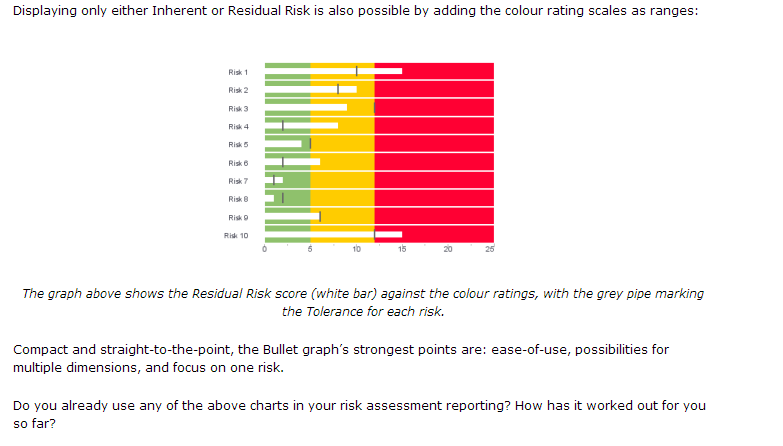 Displaying only either Inherent or Residual Risk is also possible by adding the colour rating scales as ranges:
Risk 1
Risk 2
Risk 3
Risk 4
Risk 5
Risk 6
Risk 7
Risk 8
Risk 9
Risk 10
0 5 10 15 20 25
The graph above shows the Residual Risk score (white bar) against the colour ratings, with the grey pipe marking
the Tolerance for each risk.
Compact and straight-to-the-point, the Bullet graph's strongest points are: ease-of-use, possibilities for
multiple dimensions, and focus on one risk.
Do you already use any of the above charts in your risk assessment reporting? How has it worked out for you
so far?